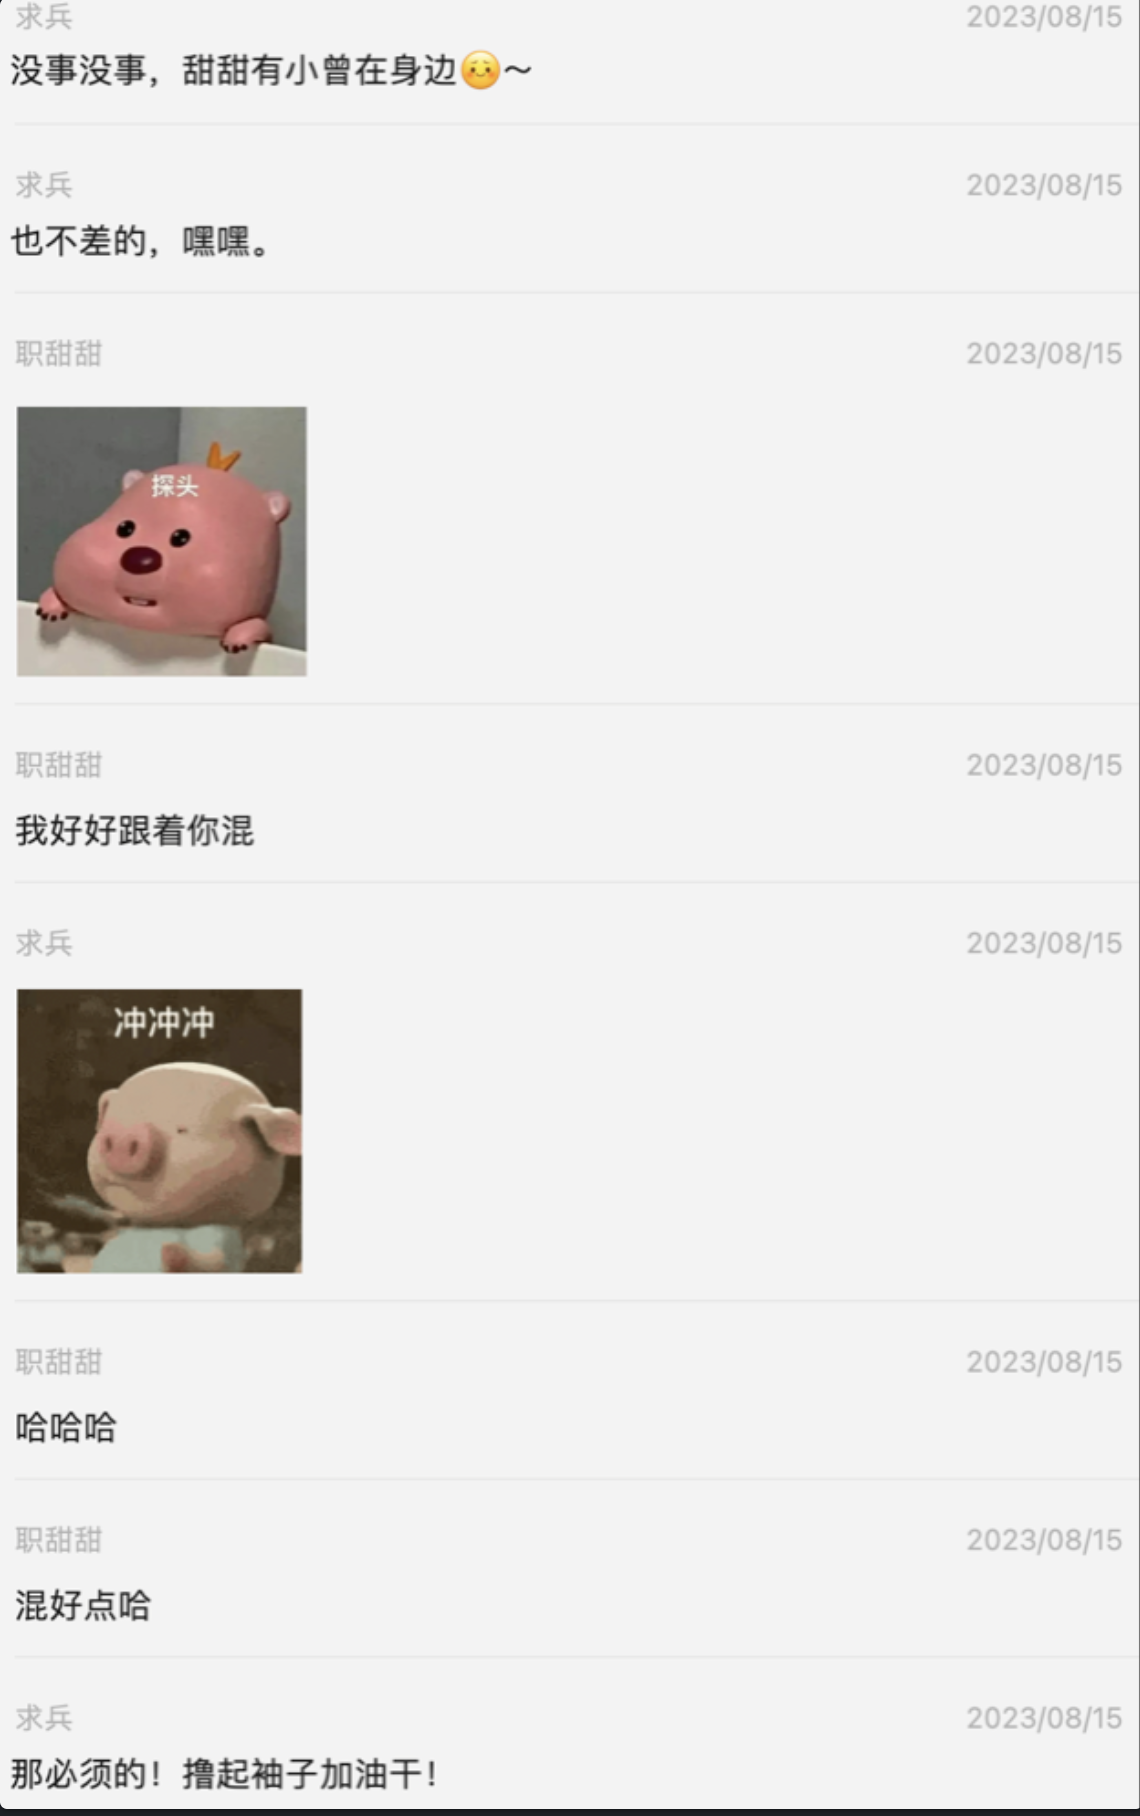 求兵 2023/08/15
没事没事，甜甜有小曾在身边☺️～
求兵 2023/08/15
也不差的，嘿嘿。
职甜甜 2023/08/15
探头
职甜甜 2023/08/15
我好好跟着你混
求兵 2023/08/15
冲冲冲
职甜甜 2023/08/15
哈哈哈
职甜甜 2023/08/15
混好点哈
求兵 2023/08/15
那必须的！撸起袖子加油干！